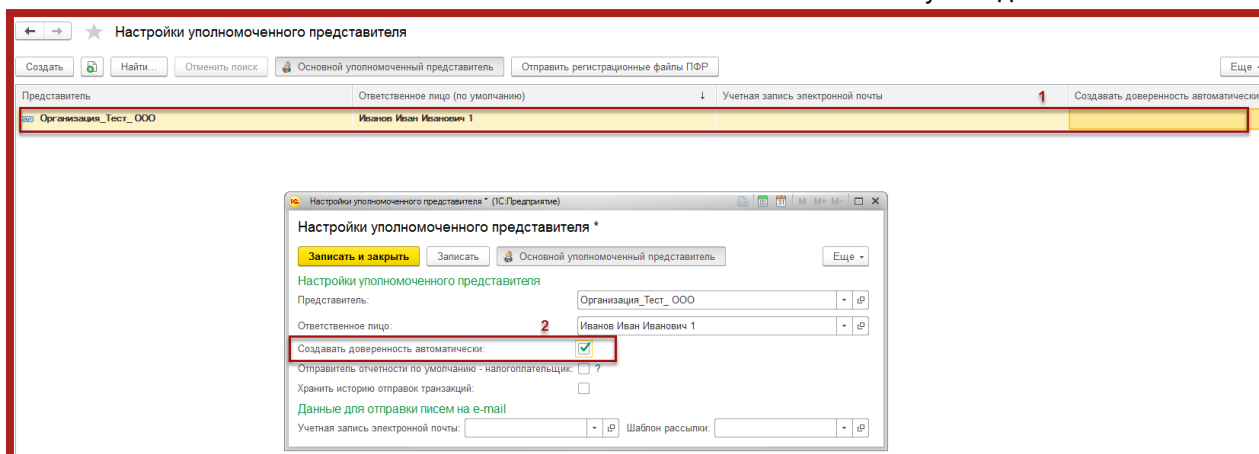 Настройки уполномоченного представителя
Создать Найти... Отменить поиск Основной уполномоченный представитель Отправить регистрационные файлы ПФР Еще
Представитель Ответственное лицо (по умолчанию) ↓ Учетная запись электронной почты 1 Создавать доверенность автоматически
Организация_Тест_ ООО Иванов Иван Иванович 1
Настройки уполномоченного представителя * (1С:Предприятие) M M+ M-
Настройки уполномоченного представителя *
Записать и закрыть Записать Основной уполномоченный представитель Еще
Настройки уполномоченного представителя
Представитель: Организация_Тест_ ООО
Ответственное лицо: 2 Иванов Иван Иванович 1
Создавать доверенность автоматически:
Отправитель отчетности по умолчанию - налогоплательщик: ?
Хранить историю отправок транзакций:
Данные для отправки писем на e-mail
Учетная запись электронной почты: Шаблон рассылки: